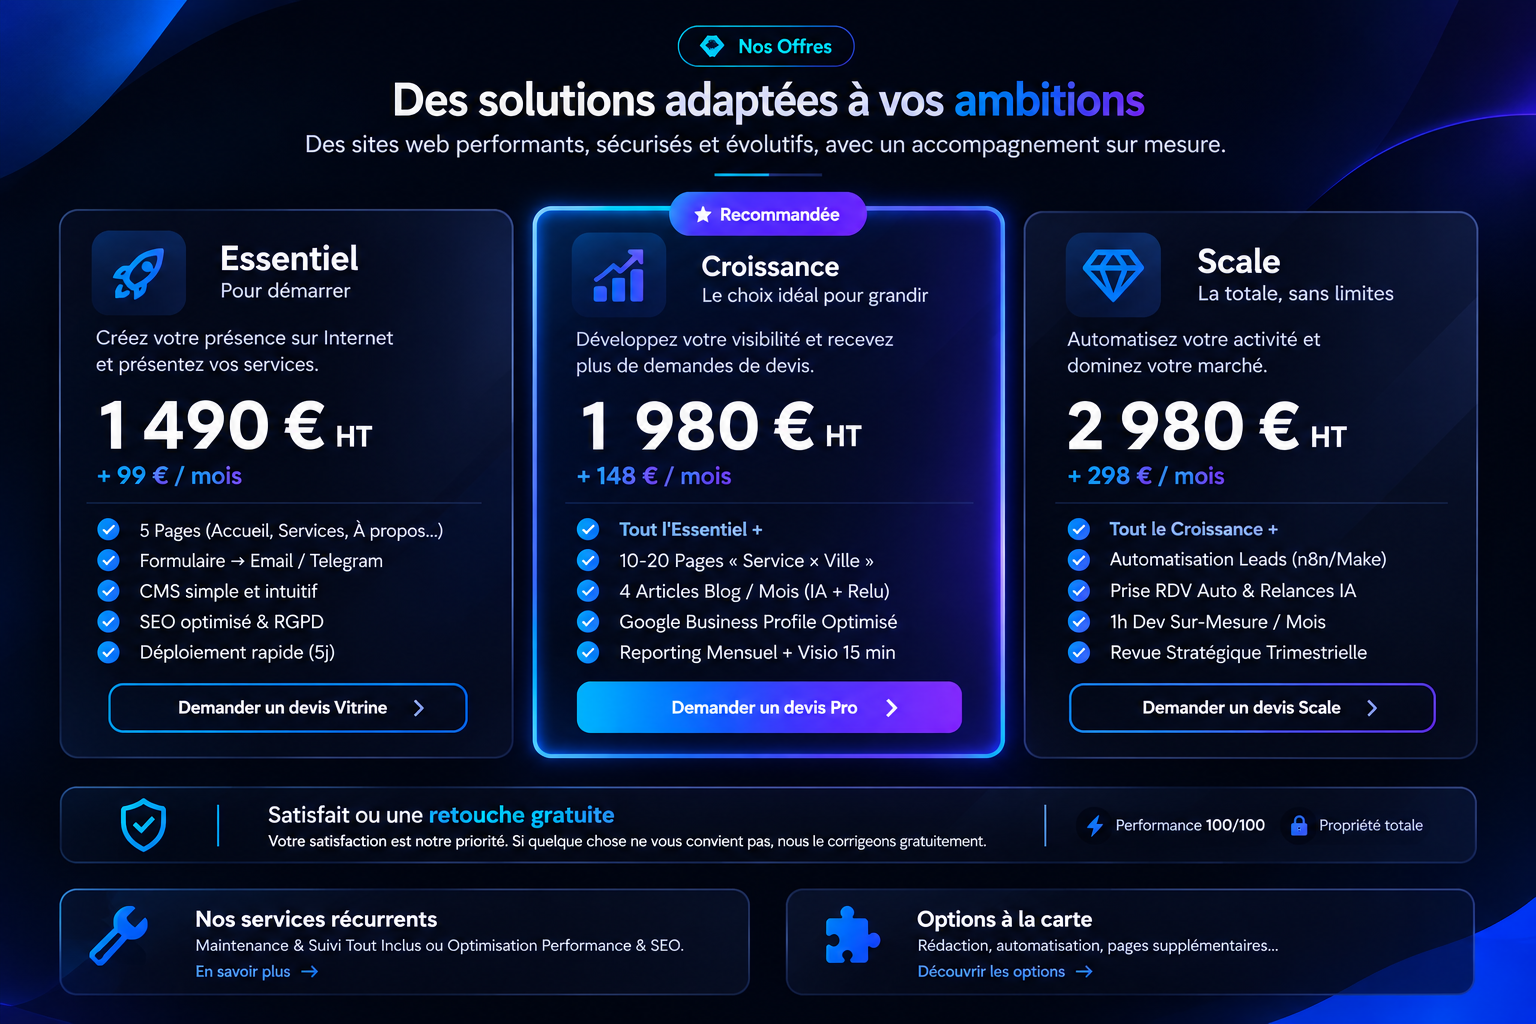 Nos Offres
Des solutions adaptées à vos ambitions
Des sites web performants, sécurisés et évolutifs, avec un accompagnement sur mesure.
Essentiel
Pour démarrer
Créez votre présence sur Internet
et présentez vos services.
1 490 € HT
+ 99 € / mois
5 Pages (Accueil, Services, À propos...)
Formulaire → Email / Telegram
CMS simple et intuitif
SEO optimisé & RGPD
Déploiement rapide (5j)
Demander un devis Vitrine
Recommandée
Croissance
Le choix idéal pour grandir
Développez votre visibilité et recevez
plus de demandes de devis.
1 980 € HT
+ 148 € / mois
Tout l'Essentiel +
10-20 Pages « Service × Ville »
4 Articles Blog / Mois (IA + Relu)
Google Business Profile Optimisé
Reporting Mensuel + Visio 15 min
Demander un devis Pro
Scale
La totale, sans limites
Automatisez votre activité et
dominez votre marché.
2 980 € HT
+ 298 € / mois
Tout le Croissance +
Automatisation Leads (n8n/Make)
Prise RDV Auto & Relances IA
1h Dev Sur-Mesure / Mois
Revue Stratégique Trimestrielle
Demander un devis Scale
Satisfait ou une retouche gratuite
Votre satisfaction est notre priorité. Si quelque chose ne vous convient pas, nous le corrigeons gratuitement.
Performance 100/100
Propriété totale
Nos services récurrents
Maintenance & Suivi Tout Inclus ou Optimisation Performance & SEO.
En savoir plus →
Options à la carte
Rédaction, automatisation, pages supplémentaires...
Découvrir les options →